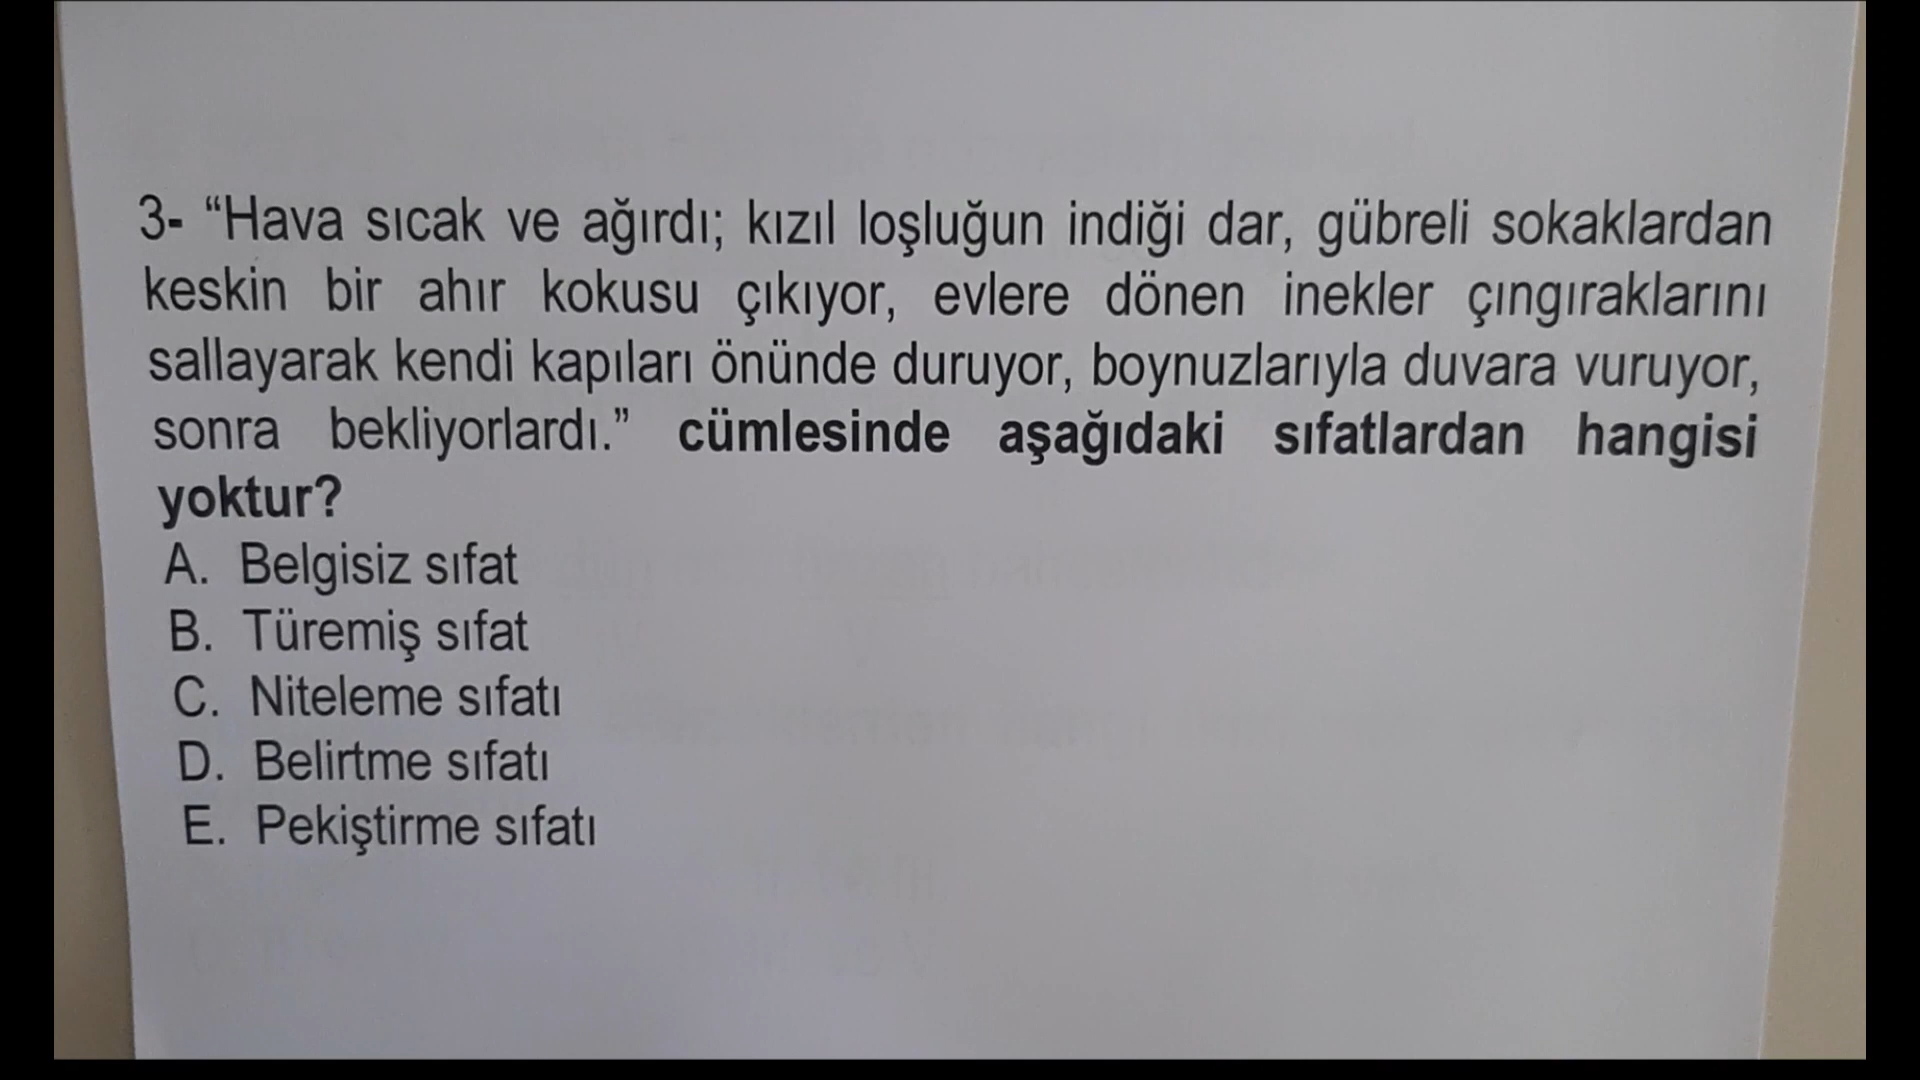 3- “Hava sıcak ve ağırdı; kızıl loşluğun indiği dar, gübreli sokaklardan
keskin bir ahır kokusu çıkıyor, evlere dönen inekler çıngıraklarını
sallayarak kendi kapıları önünde duruyor, boynuzlarıyla duvara vuruyor,
sonra bekliyorlardı.” cümlesinde aşağıdaki sıfatlardan hangisi
yoktur?
A. Belgisiz sıfat
B. Türemiş sıfat
C. Niteleme sıfatı
D. Belirtme sıfatı
E. Pekiştirme sıfatı